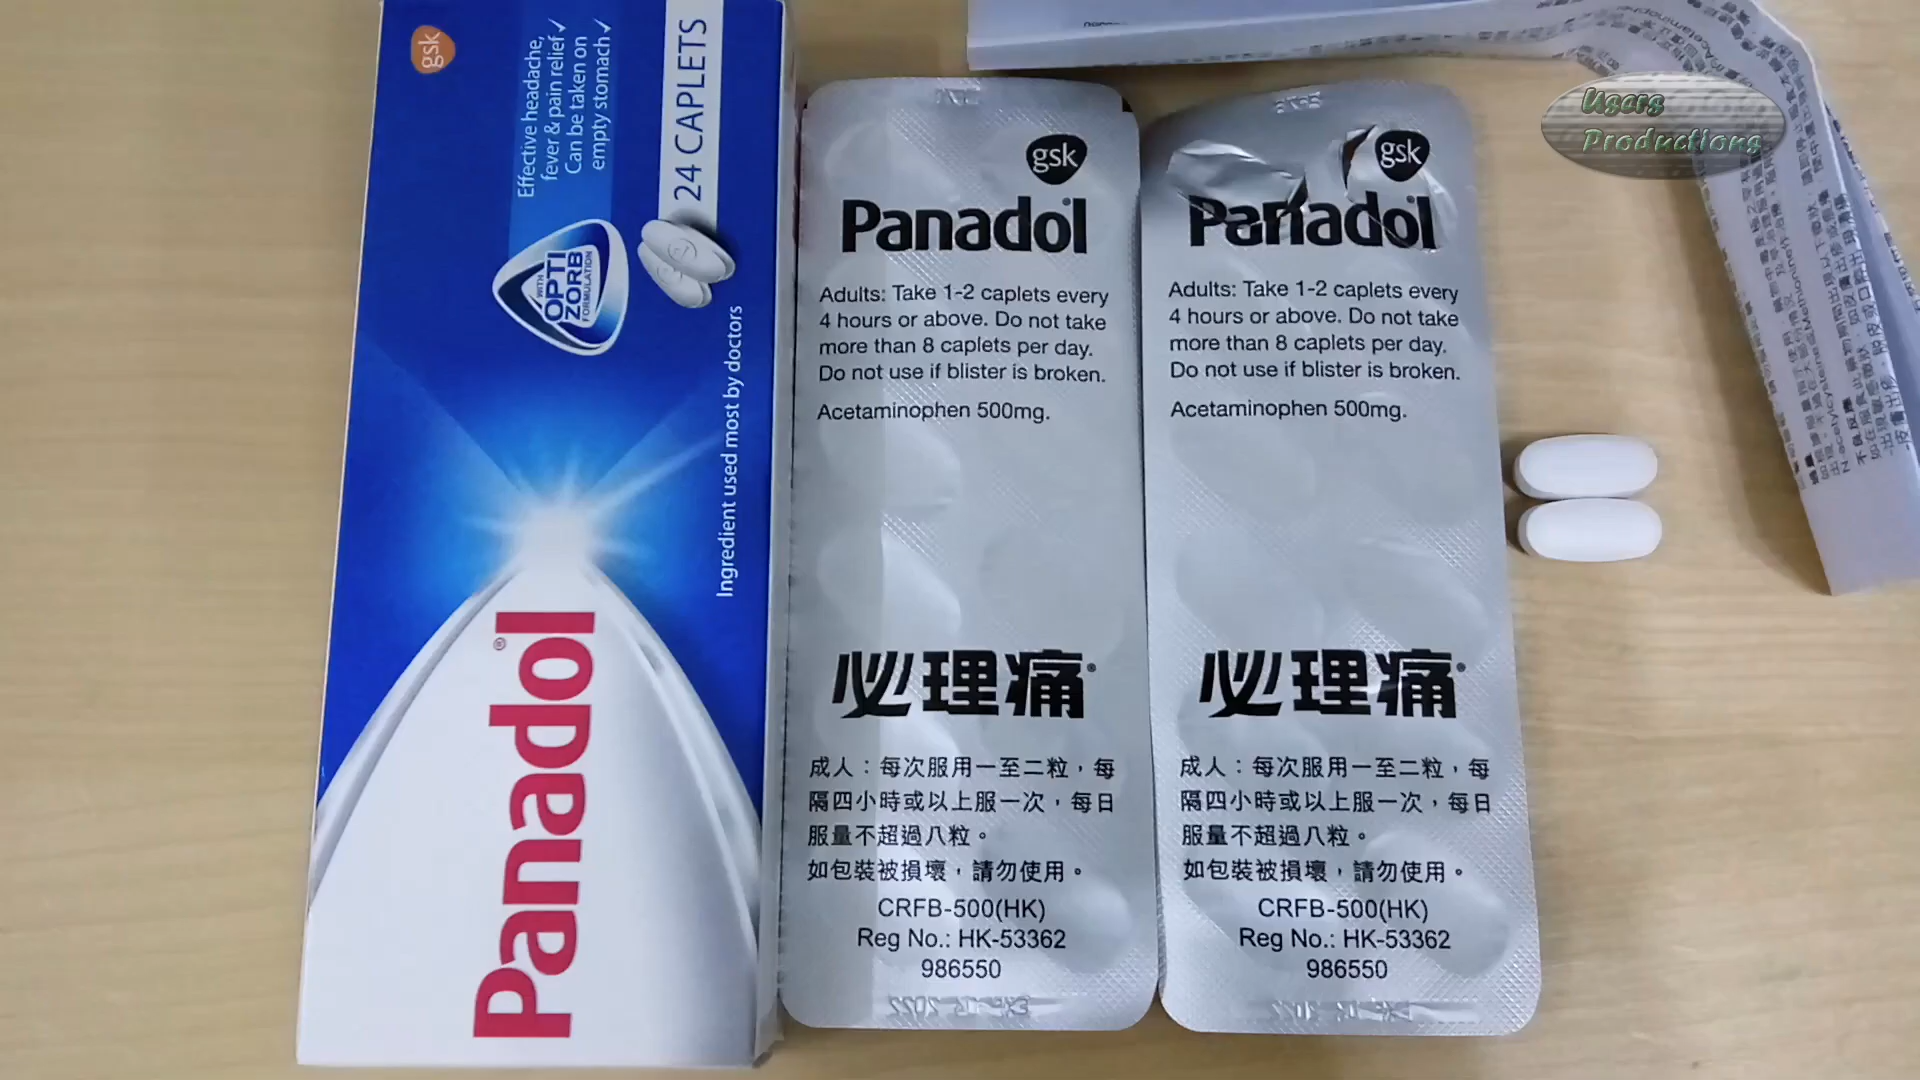 gsk
Effective headache,
fever & pain relief ✓
Can be taken on
empty stomach ✓
24 CAPLETS
WITH
OPTI
ZORB
FORMULATION
Ingredient used most by doctors
Panadol®
gsk
Panadol
Adults: Take 1-2 caplets every
4 hours or above. Do not take
more than 8 caplets per day.
Do not use if blister is broken.
Acetaminophen 500mg.
必理痛®
成人：每次服用一至二粒，每
隔四小時或以上服一次，每日
服量不超過八粒。
如包裝被損壞，請勿使用。
CRFB-500(HK)
Reg No.: HK-53362
986550
gsk
Panadol
Adults: Take 1-2 caplets every
4 hours or above. Do not take
more than 8 caplets per day.
Do not use if blister is broken.
Acetaminophen 500mg.
必理痛®
成人：每次服用一至二粒，每
隔四小時或以上服一次，每日
服量不超過八粒。
如包裝被損壞，請勿使用。
CRFB-500(HK)
Reg No.: HK-53362
986550
Users
Productions
不良反應